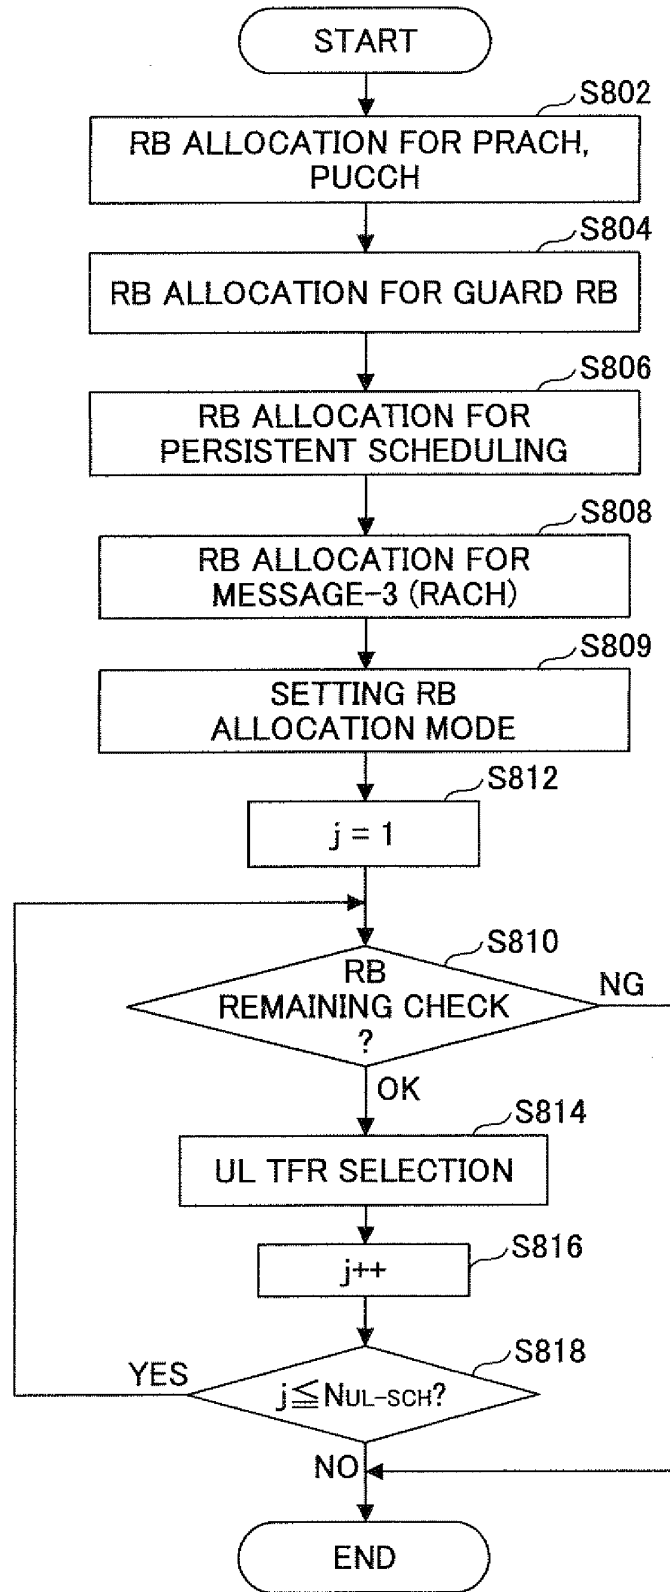 START
S802
RB ALLOCATION FOR PRACH,
PUCCH
S804
RB ALLOCATION FOR GUARD RB
S806
RB ALLOCATION FOR
PERSISTENT SCHEDULING
S808
RB ALLOCATION FOR
MESSAGE-3 (RACH)
S809
SETTING RB
ALLOCATION MODE
S812
j = 1
S810
RB
REMAINING CHECK
?
NG
OK
S814
UL TFR SELECTION
S816
j++
S818
YES
j≦NUL-SCH?
NO
END